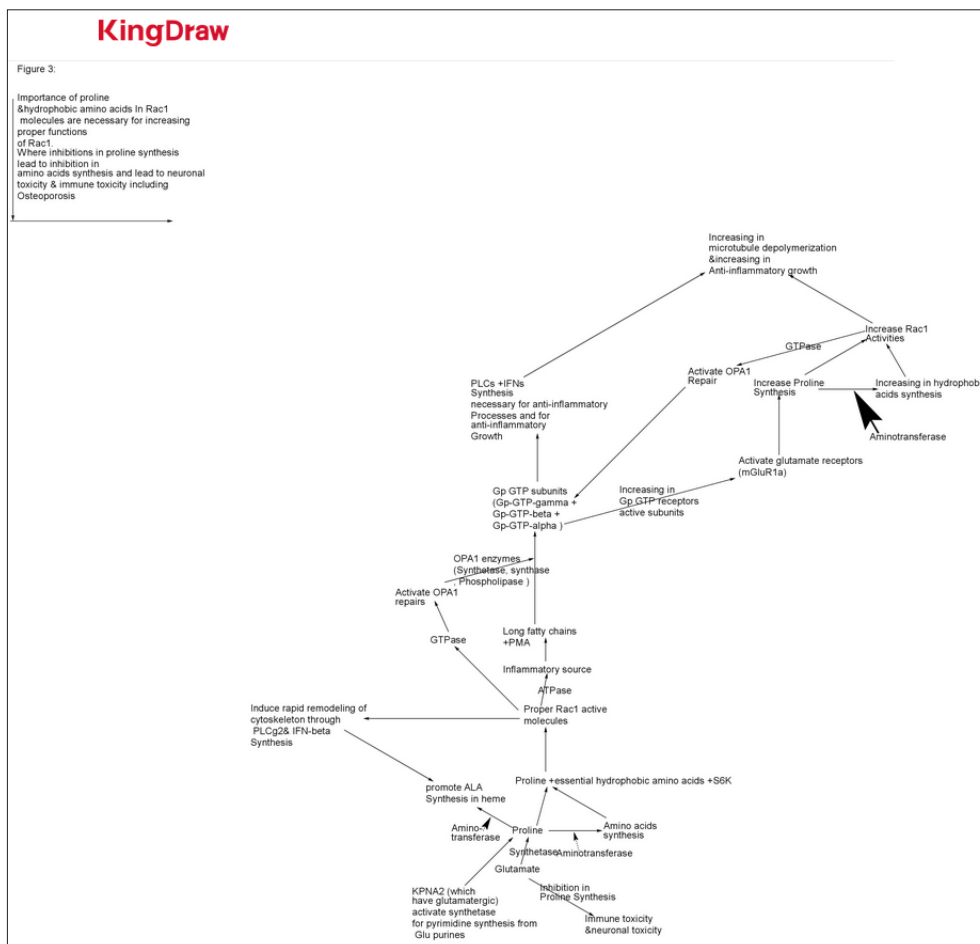 KingDraw
Figure 3:
Importance of proline
&hydrophobic amino acids In Rac1
molecules are necessary for increasing
proper functions
of Rac1.
Where inhibitions in proline synthesis
lead to inhibition in
amino acids synthesis and lead to neuronal
toxicity & immune toxicity including
Osteoporosis
Increasing in
microtubule depolymerization
&increasing in
Anti-inflammatory growth
Increase Rac1
Activities
GTPase
Activate OPA1
Repair
PLCs +IFNs
Synthesis
necessary for anti-inflammatory
Processes and for
anti-inflammatory
Growth
Increase Proline
Synthesis
Increasing in hydrophob
acids synthesis
Aminotransferase
Activate glutamate receptors
(mGluR1a)
Gp GTP subunits
(Gp-GTP-gamma +
Gp-GTP-beta +
Gp-GTP-alpha )
Increasing in
Gp GTP receptors
active subunits
OPA1 enzymes
(Synthetase, synthase
, Phospholipase )
Activate OPA1
repairs
GTPase
Long fatty chains
+PMA
Inflammatory source
ATPase
Proper Rac1 active
molecules
Induce rapid remodeling of
cytoskeleton through
PLCg2& IFN-beta
Synthesis
Proline +essential hydrophobic amino acids +S6K
promote ALA
Synthesis in heme
Amino-
transferase
Proline
Amino acids
synthesis
Synthetase
Aminotransferase
Glutamate
KPNA2 (which
have glutamatergic)
activate synthetase
for pyrimidine synthesis from
Glu purines
Inhibition in
Proline Synthesis
Immune toxicity
&neuronal toxicity